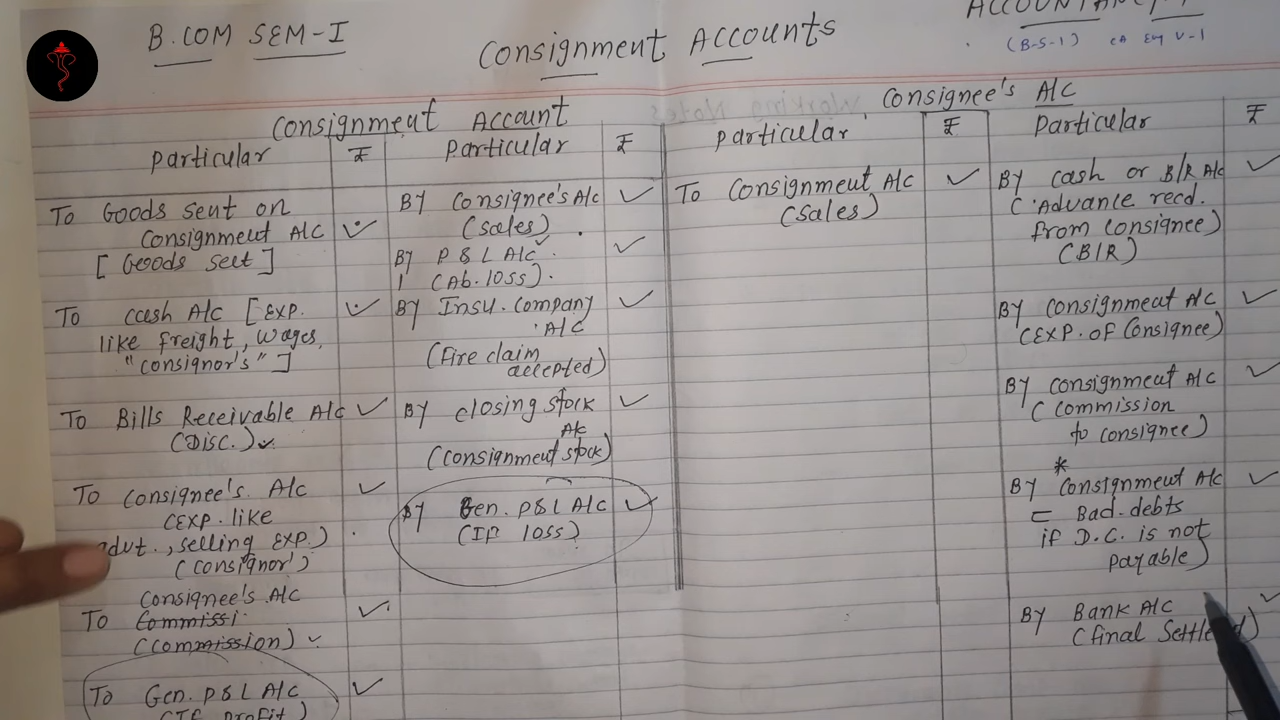 B.COM SEM-I
Consignment Accounts
(B-S-1)
Consignment Account
Particular ₹ Particular ₹
To Goods sent on
Consignment A/c
[Goods sent]
To cash A/c [EXP.
like freight, wages,
"consignor's"]
To Bills Receivable A/c
(Disc.)
To Consignee's A/c
(EXP. like
advt., selling EXP.)
(consignor')
Consignee's A/c
To Commissi
(commission)
To Gen. P&L A/c
(If Profit)
By Consignee's A/c
(sales)
By P & L A/c
(Ab. loss).
By Insu. Company
A/c
(Fire claim
accepted)
By closing stock
A/c
(consignment stock)
By Gen. P&L A/c
(If loss)
Consignee's A/c
Particular ₹ Particular ₹
To Consignment A/c
(Sales)
By cash or B/R A/c
(Advance recd.
from consignee)
(B/R)
By consignment A/c
(EXP. of Consignee)
By consignment A/c
(commission
to consignee)
*
By Consignment A/c
Bad-debts
if D.C. is not
payable)
By Bank A/c